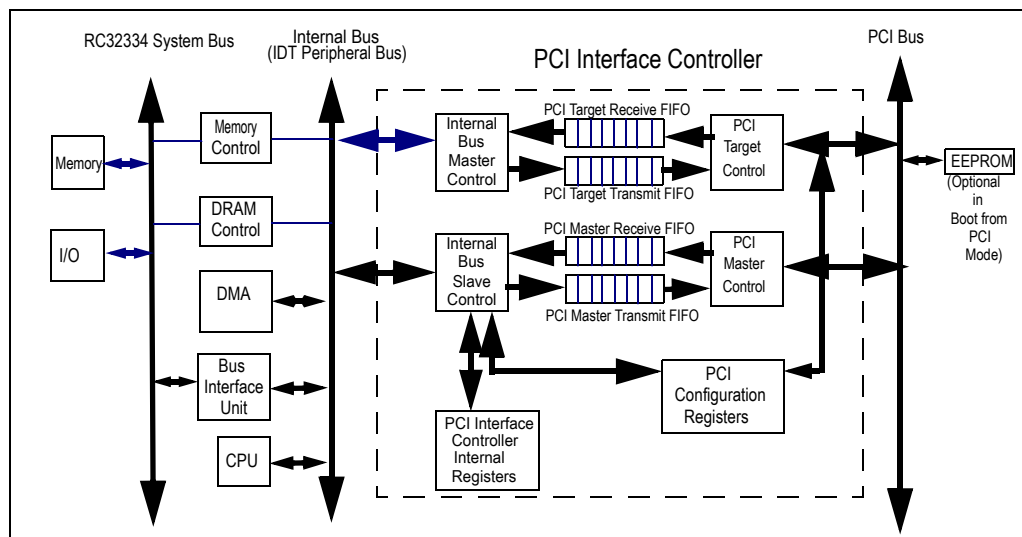 RC32334 System Bus
Internal Bus
(IDT Peripheral Bus)
PCI Interface Controller
PCI Bus
Memory
I/O
Memory
Control
DRAM
Control
DMA
Bus
Interface
Unit
CPU
Internal
Bus
Master
Control
PCI Target Receive FIFO
PCI Target Transmit FIFO
PCI
Target
Control
Internal
Bus
Slave
Control
PCI Master Receive FIFO
PCI Master Transmit FIFO
PCI
Master
Control
PCI Interface
Controller
Internal
Registers
PCI
Configuration
Registers
EEPROM
(Optional
in
Boot from
PCI
Mode)